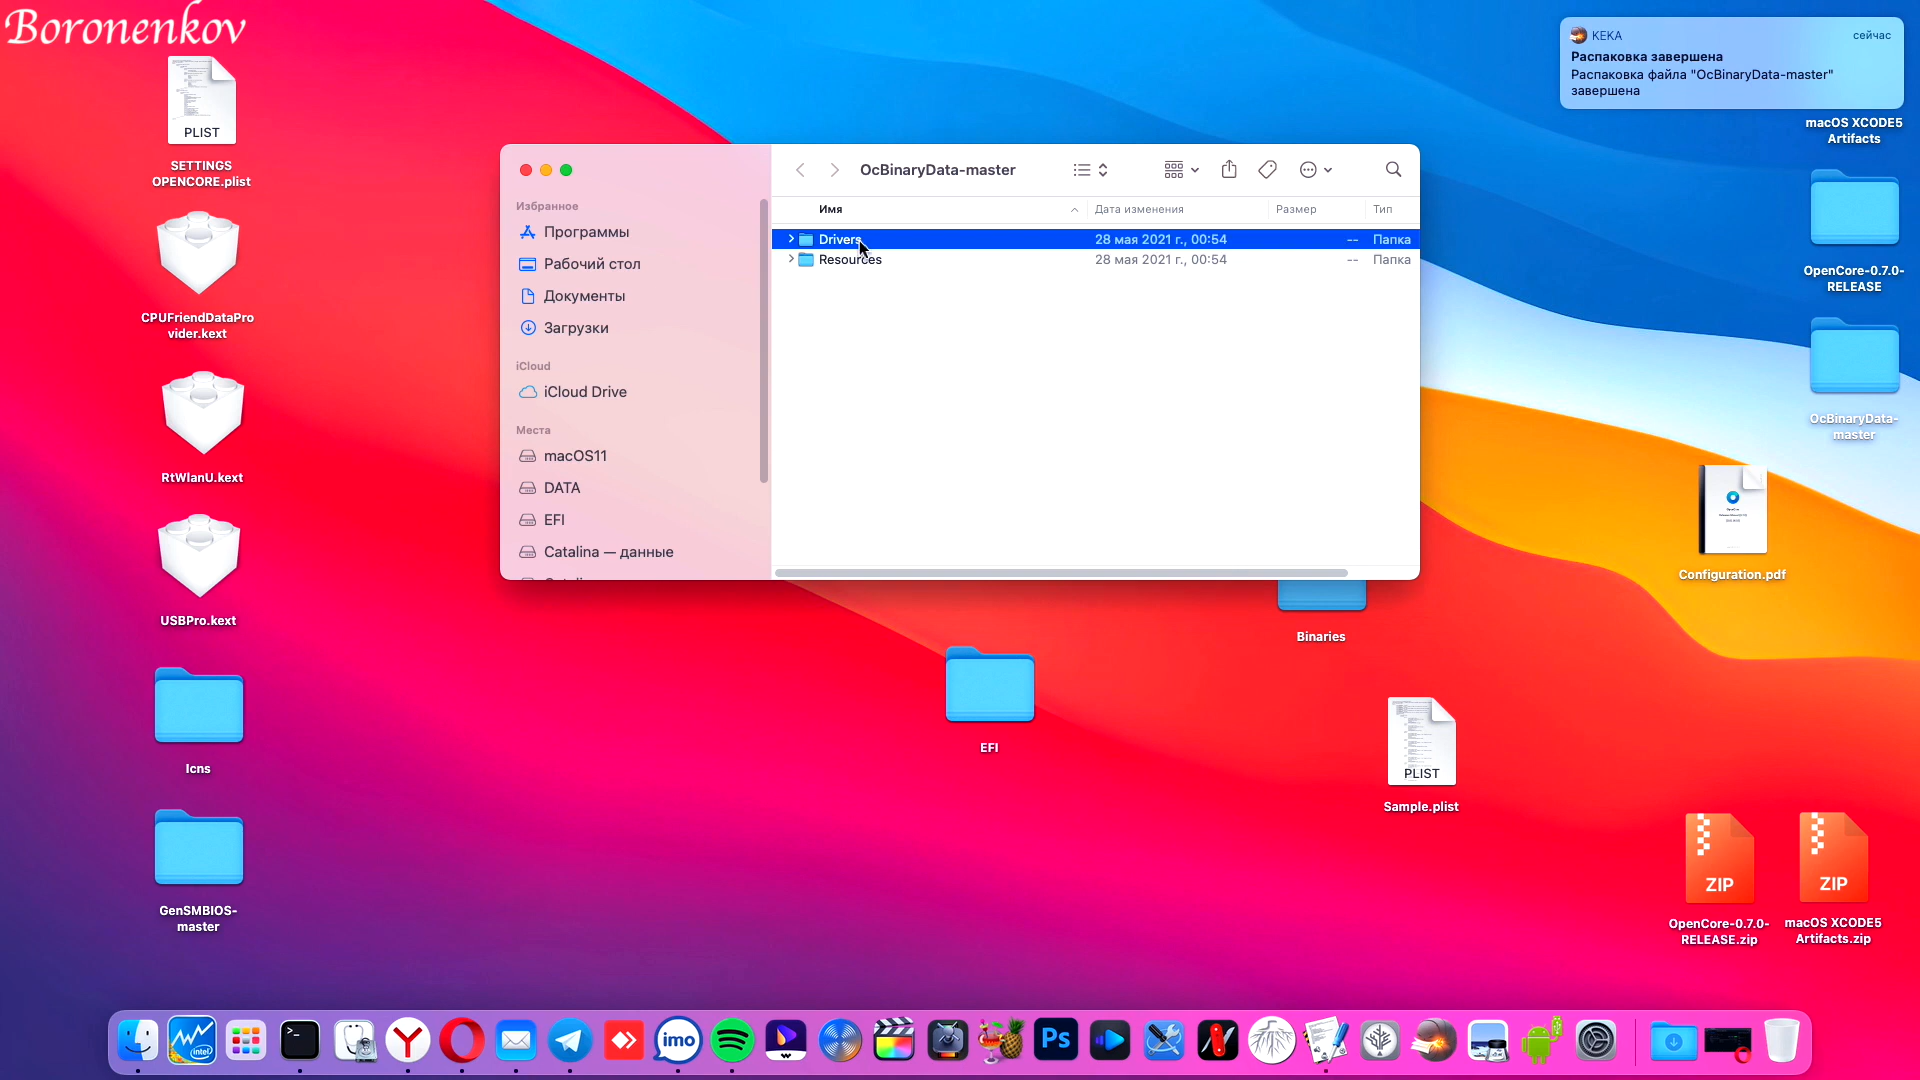 Boronenkov
PLIST
SETTINGS
OPENCORE.plist
CPUFriendDataPro
vider.kext
RtWlanU.kext
USBPro.kext
Icns
GenSMBIOS-
master
OcBinaryData-master
Избранное
Программы
Рабочий стол
Документы
Загрузки
iCloud
iCloud Drive
Места
macOS11
DATA
EFI
Catalina — данные
Имя
Дата изменения
Размер
Тип
Drivers
28 мая 2021 г., 00:54
--
Папка
Resources
28 мая 2021 г., 00:54
--
Папка
EFI
Binaries
PLIST
Sample.plist
KEKA
сейчас
Распаковка завершена
Распаковка файла "OcBinaryData-master"
завершена
macOS XCODE5
Artifacts
OpenCore-0.7.0-
RELEASE
OcBinaryData-
master
Configuration.pdf
ZIP
OpenCore-0.7.0-
RELEASE.zip
ZIP
macOS XCODE5
Artifacts.zip
intel
>_
imo
Ps